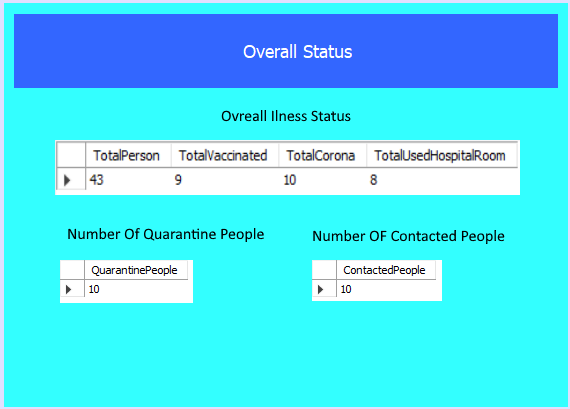 Overall Status
Ovreall Ilness Status
TotalPerson TotalVaccinated TotalCorona TotalUsedHospitalRoom
43 9 10 8
Number Of Quarantine People
Number OF Contacted People
QuarantinePeople ContactedPeople
10 10